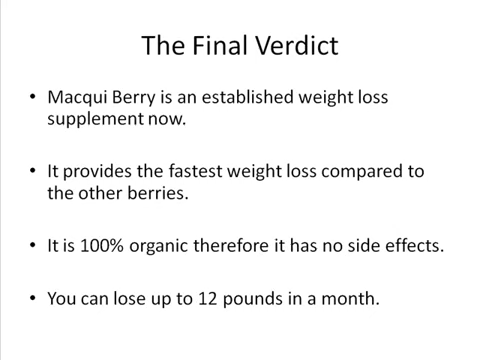 The Final Verdict
• Macqui Berry is an established weight loss
supplement now.
• It provides the fastest weight loss compared to
the other berries.
• It is 100% organic therefore it has no side effects.
• You can lose up to 12 pounds in a month.